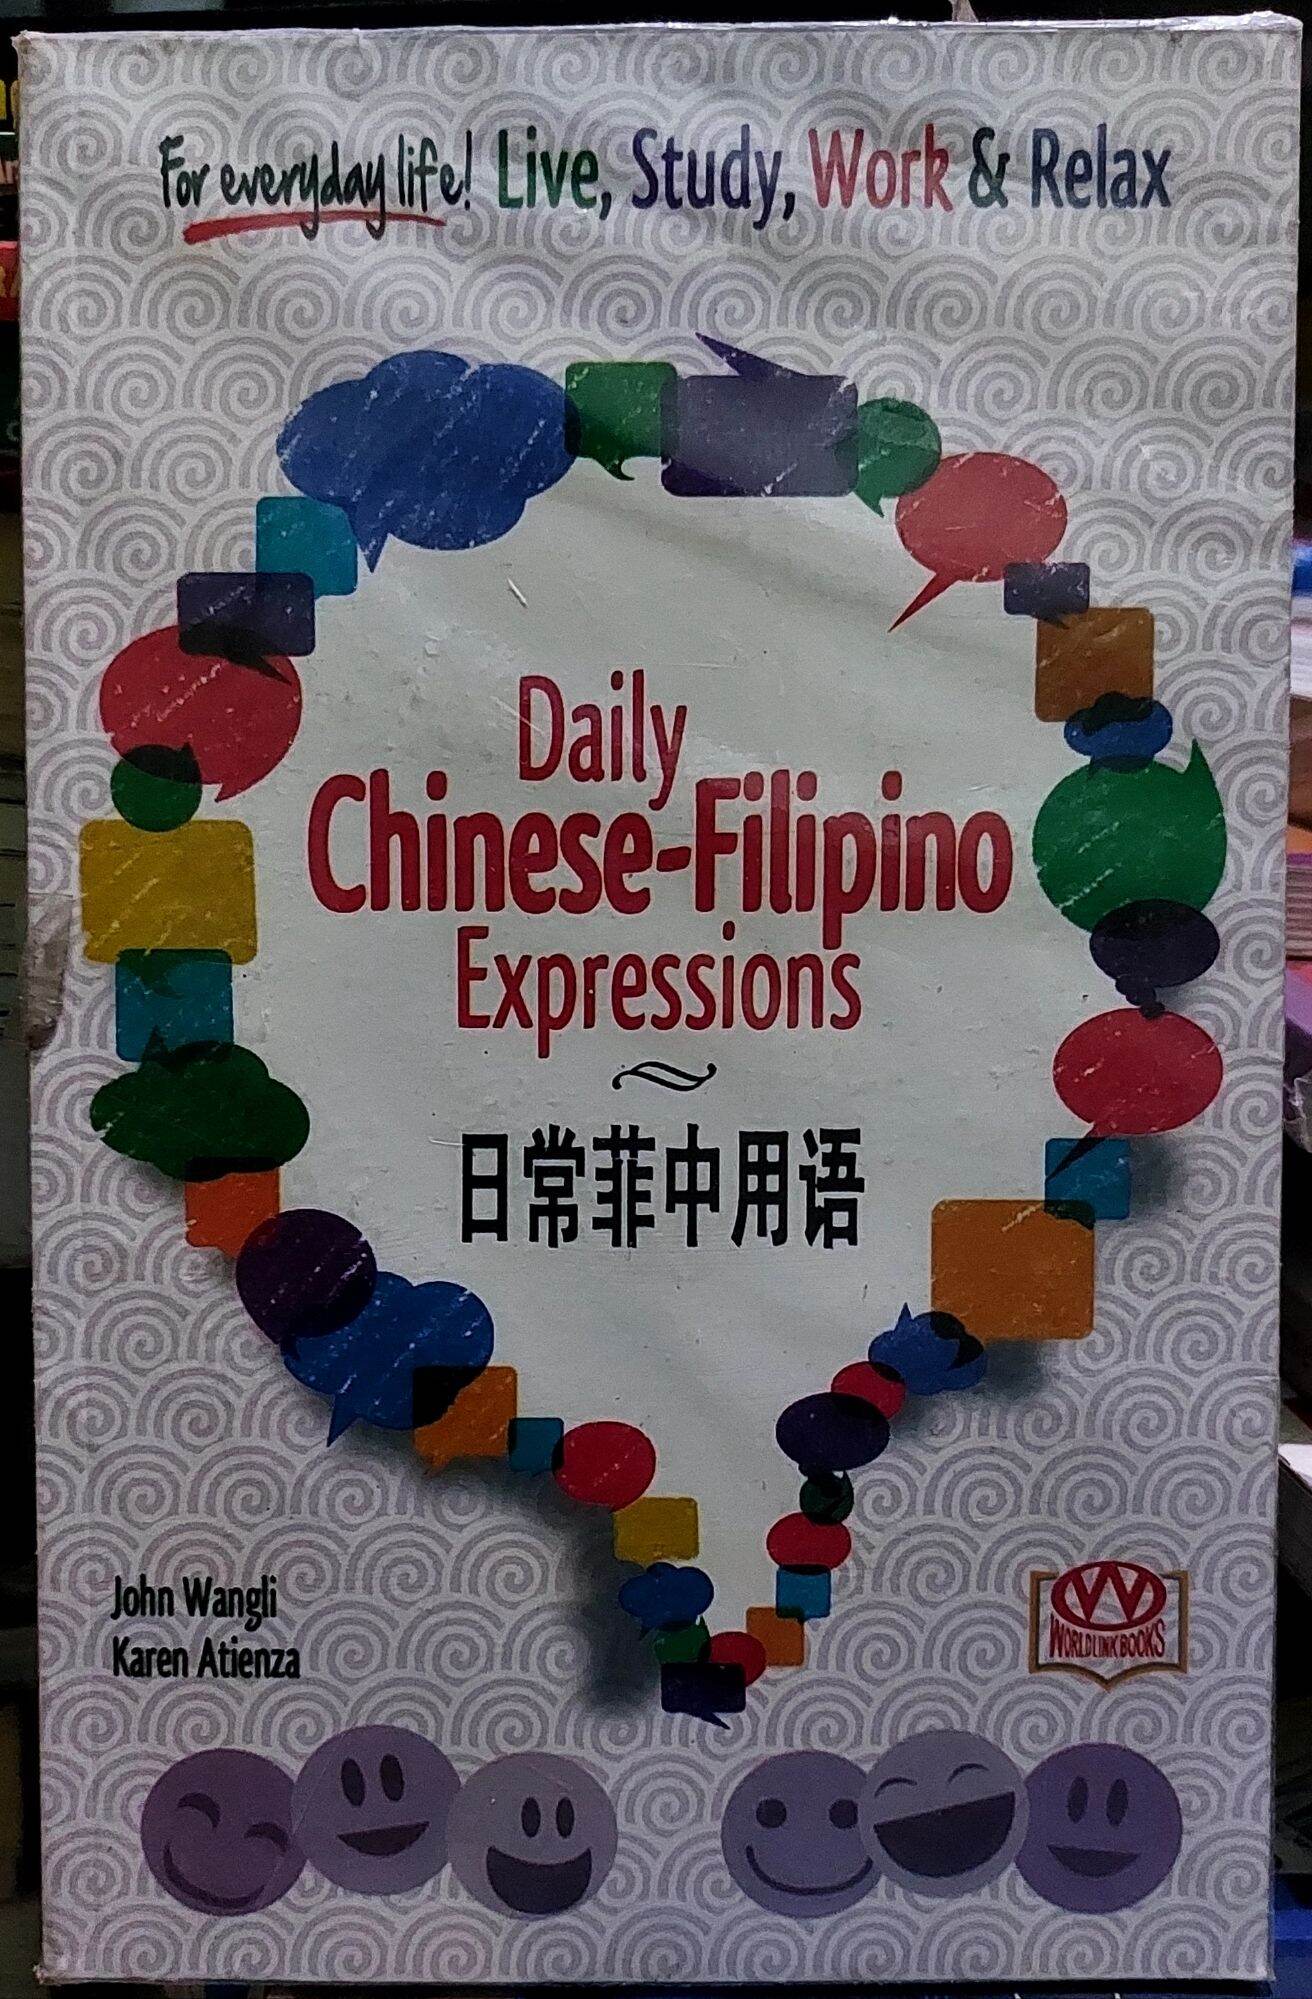 For everyday life! Live, Study, Work & Relax
Daily
Chinese-Filipino
Expressions
日常菲中用语
John Wangli
Karen Atienza
W
WORLDLINK BOOKS